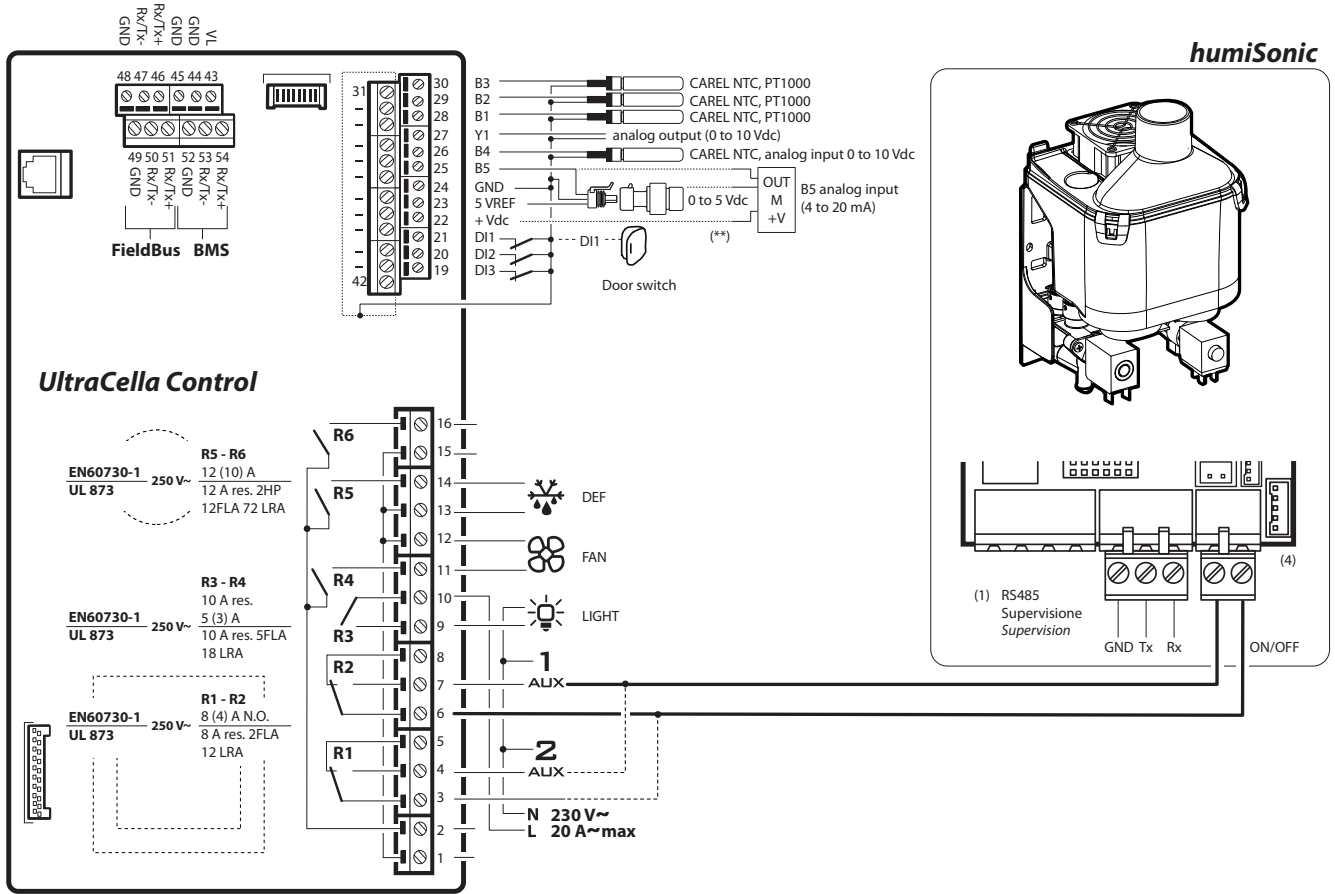 GND
Rx/Tx-
Rx/Tx+
GND
GND
VL
48 47 46 45 44 43
49 50 51 52 53 54
GND
Rx/Tx-
Rx/Tx+
GND
Rx/Tx-
Rx/Tx+
FieldBus BMS
31
42
30 B3 CAREL NTC, PT1000
29 B2 CAREL NTC, PT1000
28 B1 CAREL NTC, PT1000
27 Y1 analog output (0 to 10 Vdc)
26 B4 CAREL NTC, analog input 0 to 10 Vdc
25 B5
24 GND
23 5 VREF
22 + Vdc
21 DI1
20 DI2
19 DI3
0 to 5 Vdc
(**)
OUT
M
+V
B5 analog input
(4 to 20 mA)
DI1
Door switch
UltraCella Control
R5 - R6
EN60730-1
UL 873
250 V~
12 (10) A
12 A res. 2HP
12FLA 72 LRA
R3 - R4
EN60730-1
UL 873
250 V~
10 A res.
5 (3) A
10 A res. 5FLA
18 LRA
R1 - R2
EN60730-1
UL 873
250 V~
8 (4) A N.O.
8 A res. 2FLA
12 LRA
R6
R5
R4
R3
R2
R1
16
15
14
13
12
11
10
9
8
7
6
5
4
3
2
1
DEF
FAN
LIGHT
1
AUX
2
AUX
N 230 V~
L 20 A~max
humiSonic
(4)
(1) RS485
Supervisione
Supervision
GND Tx Rx
ON/OFF